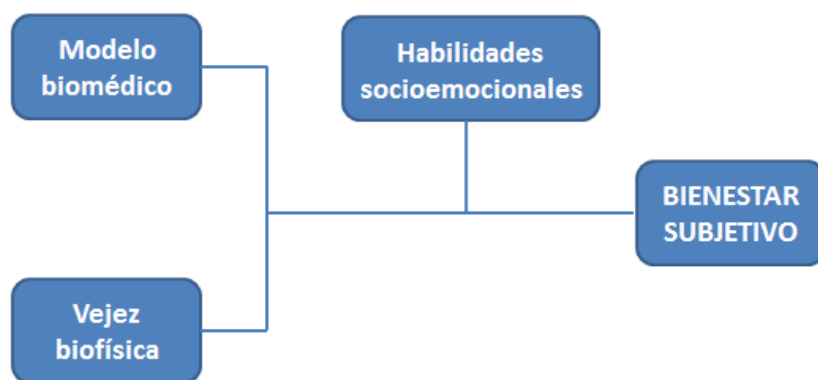 Modelo
biomédico
Habilidades
socioemocionales
BIENESTAR
SUBJETIVO
Vejez
biofísica